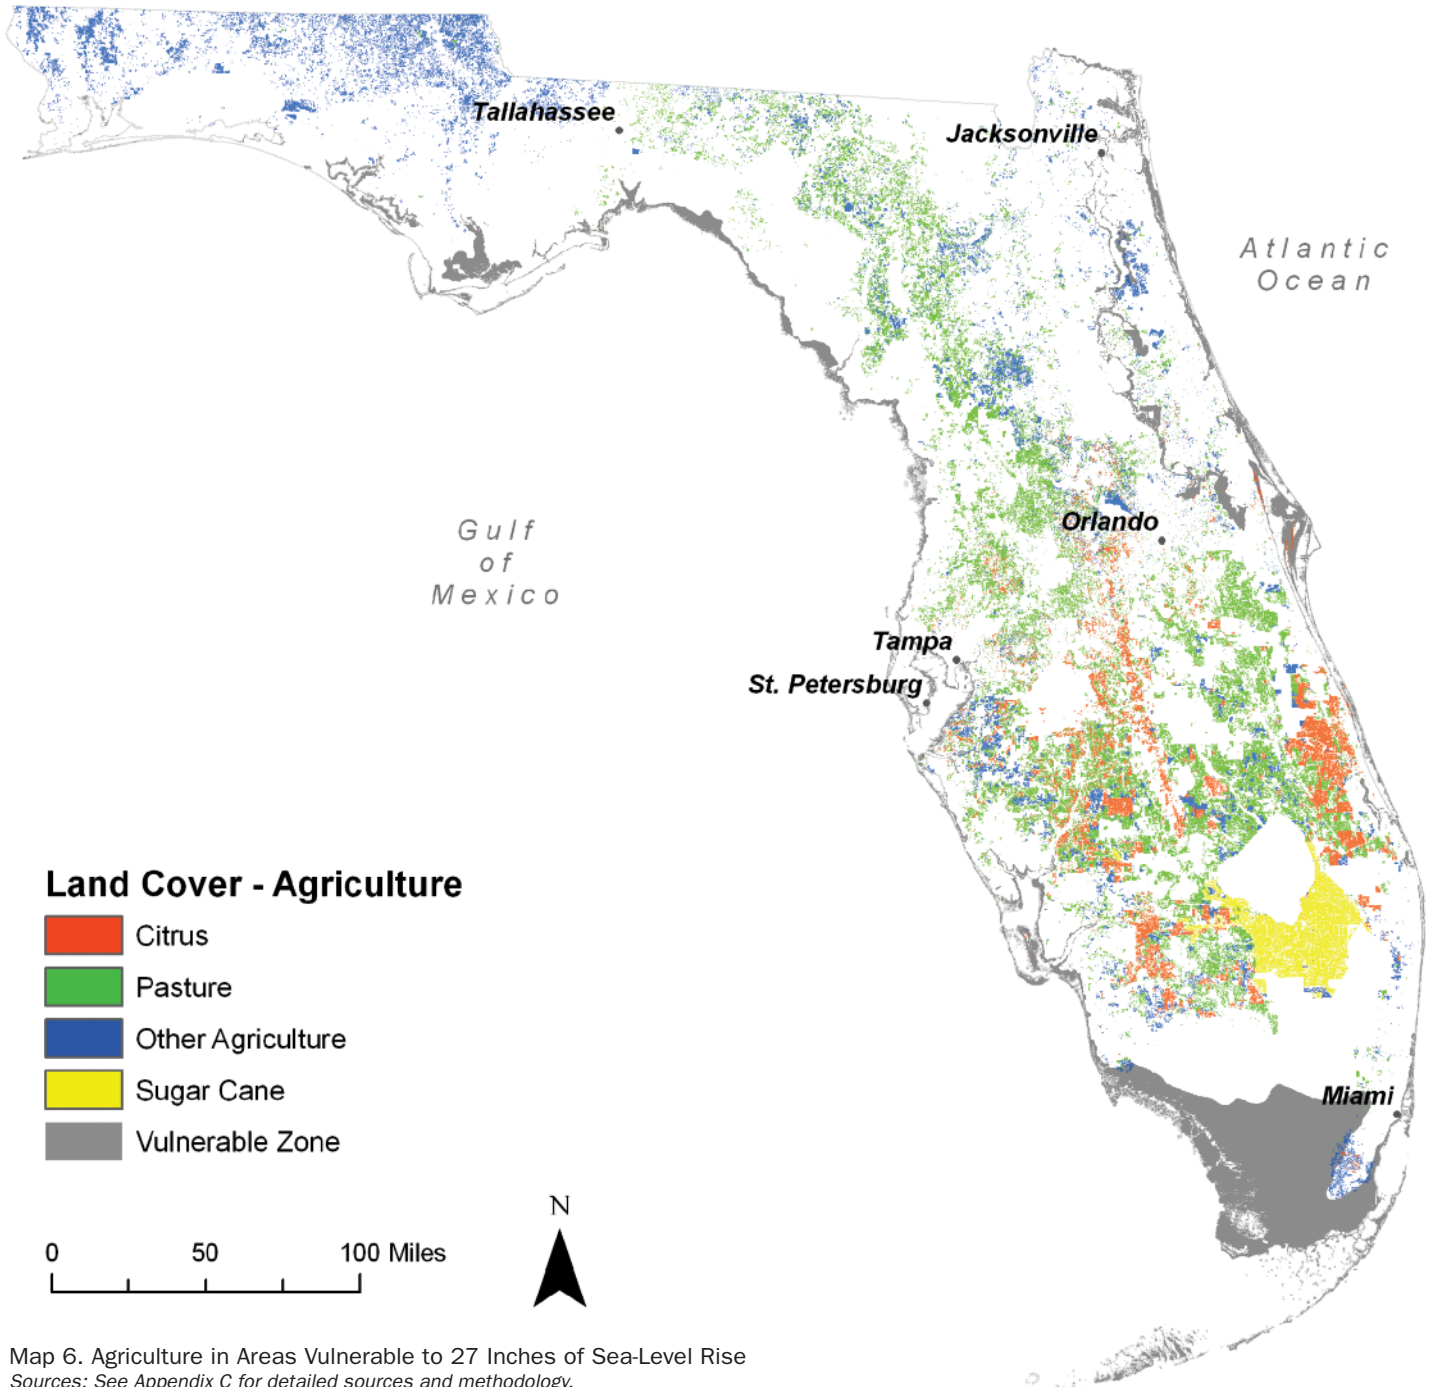 Tallahassee
Jacksonville
Atlantic
Ocean
Gulf
of
Mexico
Orlando
Tampa
St. Petersburg
Land Cover - Agriculture
Citrus
Pasture
Other Agriculture
Sugar Cane
Vulnerable Zone
Miami
N
0 50 100 Miles
Map 6. Agriculture in Areas Vulnerable to 27 Inches of Sea-Level Rise
Sources: See Appendix C for detailed sources and methodology.